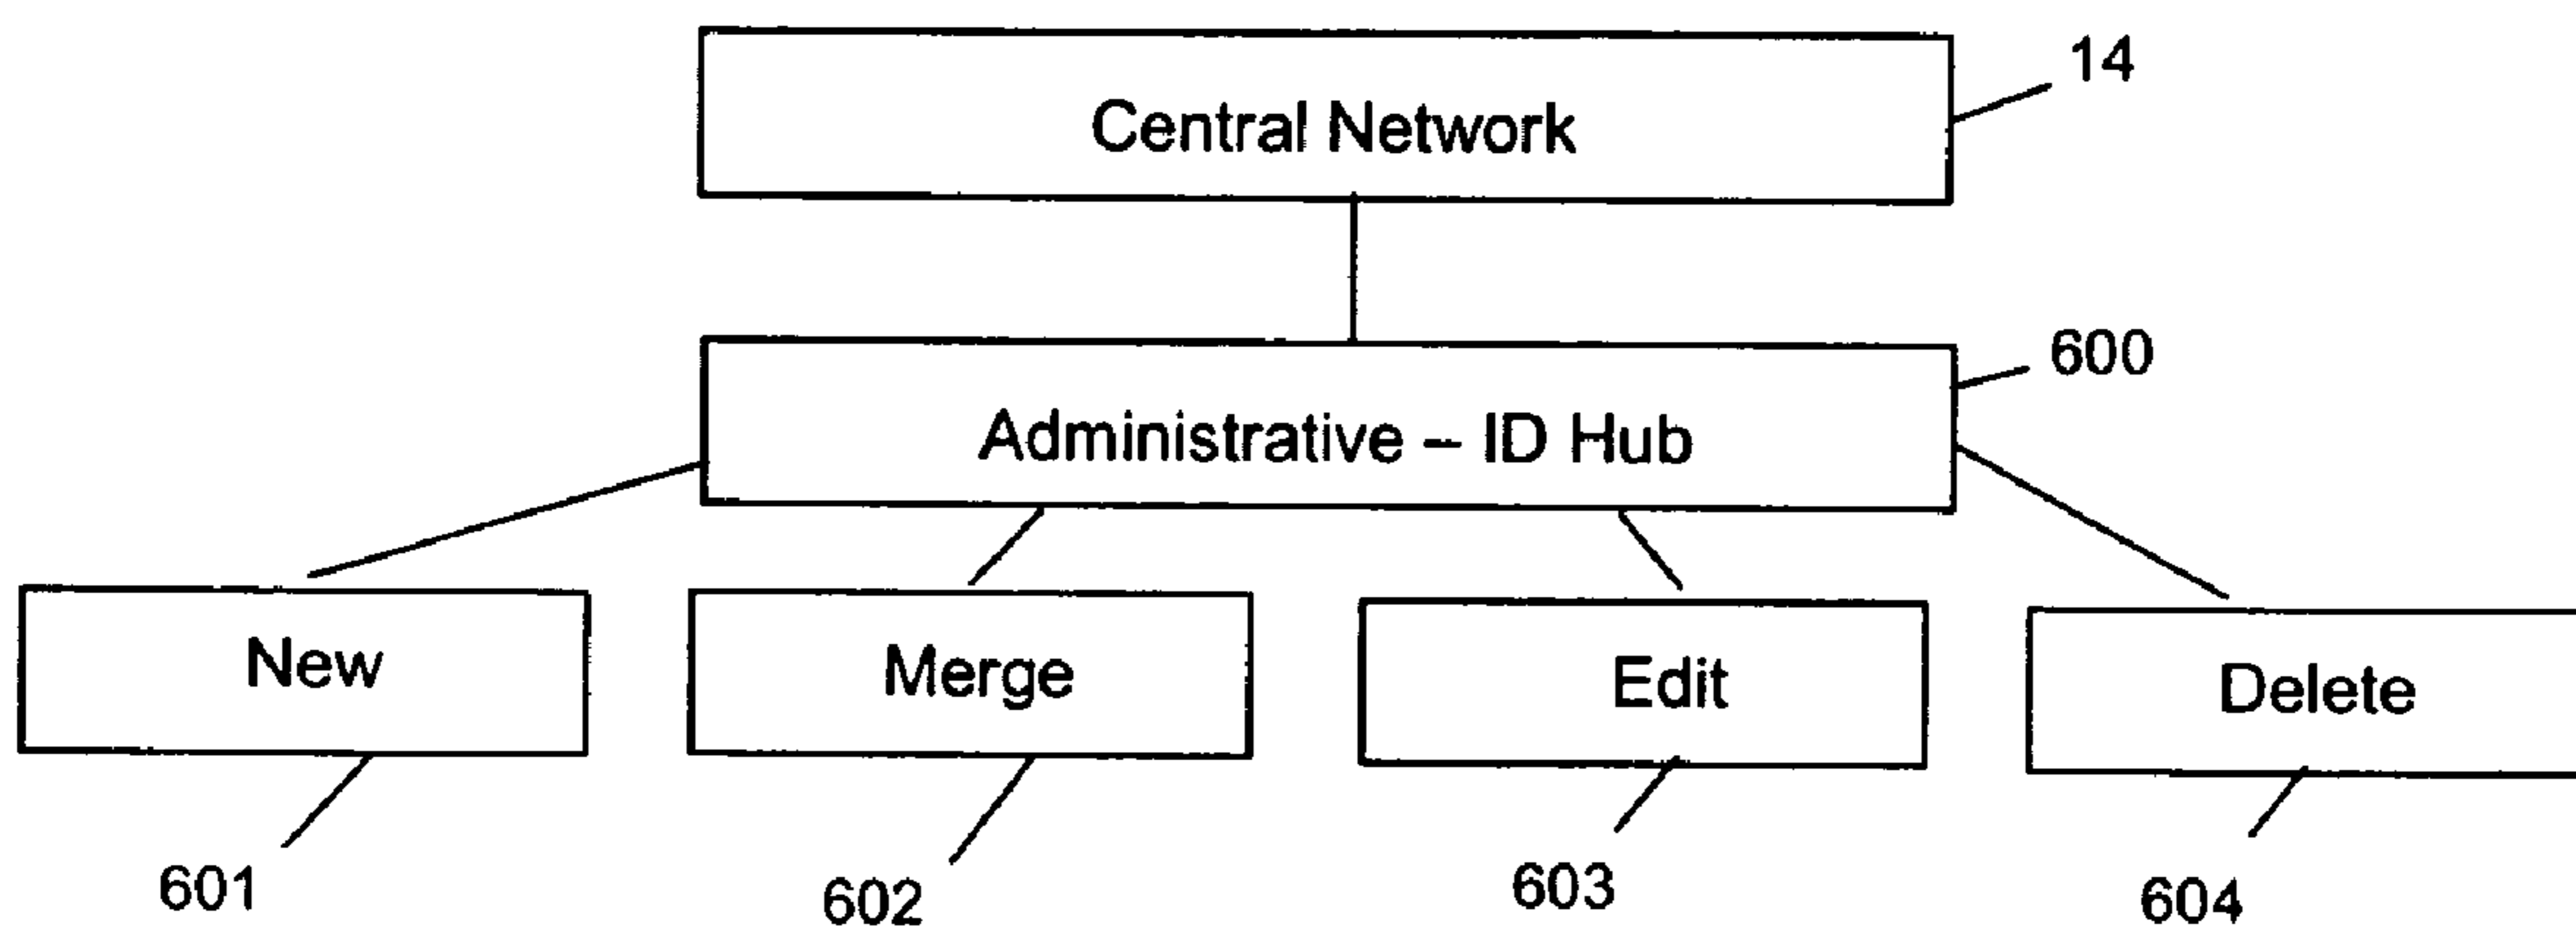 14
Central Network
600
Administrative – ID Hub
New
Merge
Edit
Delete
601
602
603
604